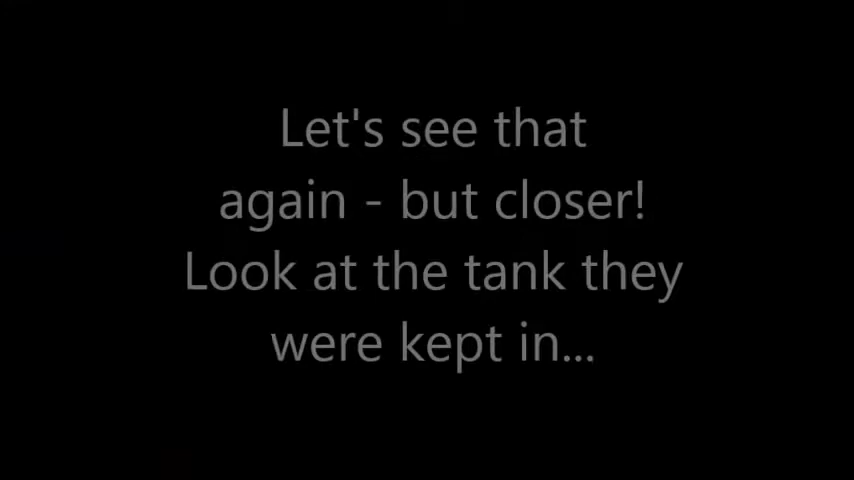 Let's see that
again - but closer!
Look at the tank they
were kept in...